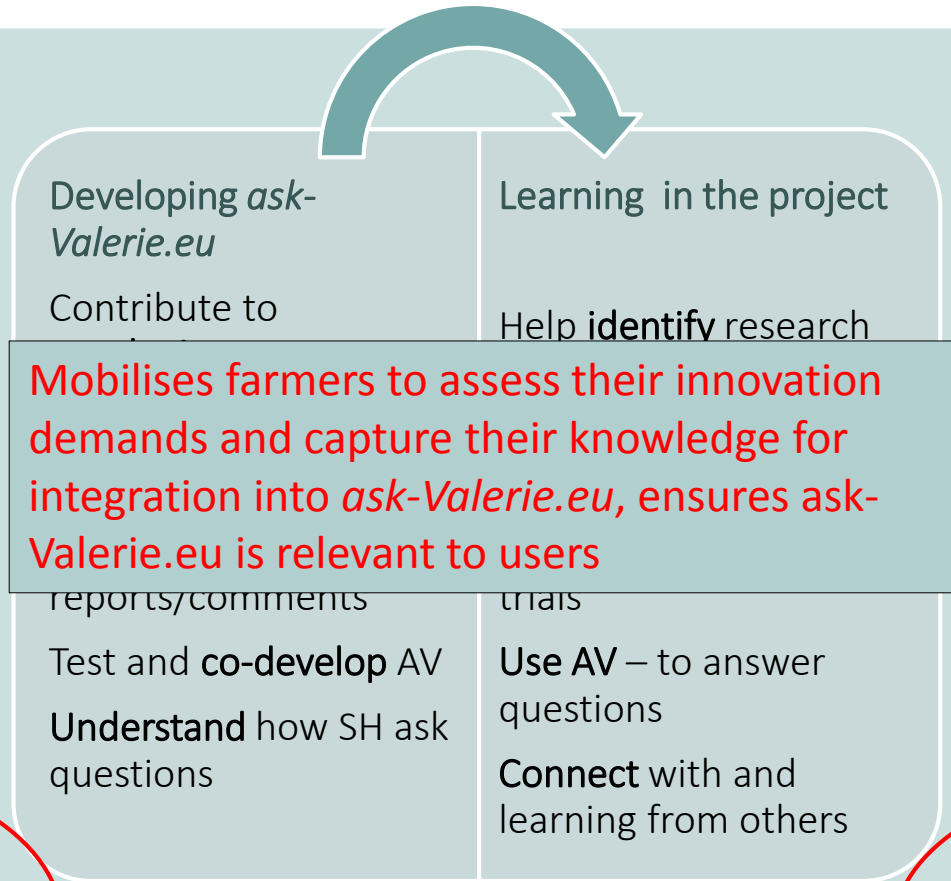 Developing ask-
Valerie.eu
Contribute to
Mobilises farmers to assess their innovation
demands and capture their knowledge for
integration into ask-Valerie.eu, ensures ask-
Valerie.eu is relevant to users
reports/comments
Test and co-develop AV
Understand how SH ask
questions
Learning in the project
Help identify research
trials
Use AV – to answer
questions
Connect with and
learning from others